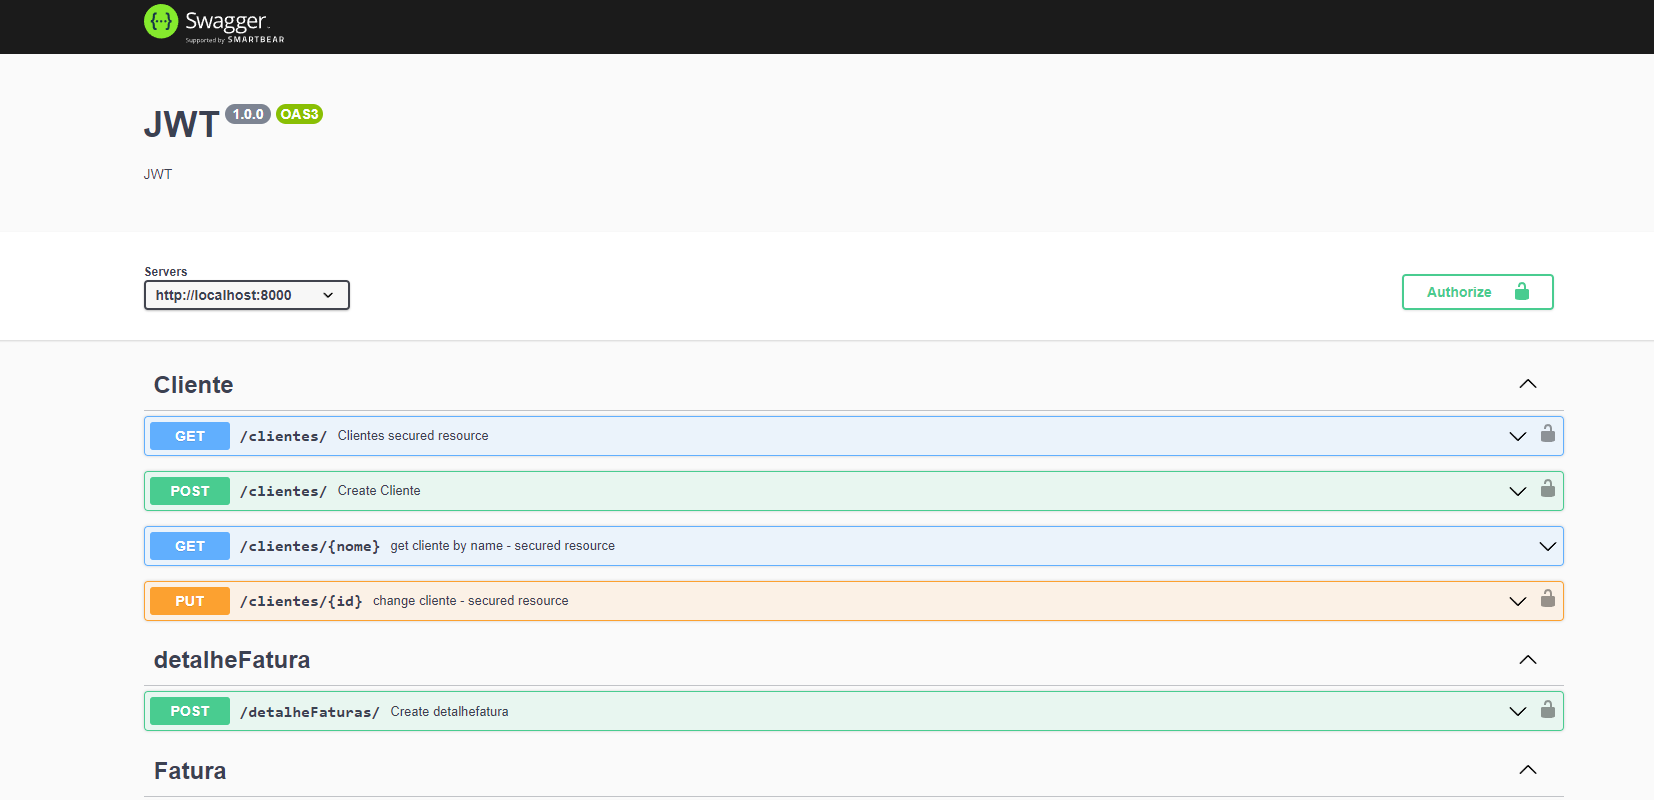 Swagger
Supported by SMARTBEAR
JWT 1.0.0 OAS3
JWT
Servers
http://localhost:8000
Authorize
Cliente
GET /clientes/ Clientes secured resource
POST /clientes/ Create Cliente
GET /clientes/{nome} get cliente by name - secured resource
PUT /clientes/{id} change cliente - secured resource
detalheFatura
POST /detalheFaturas/ Create detalhefatura
Fatura